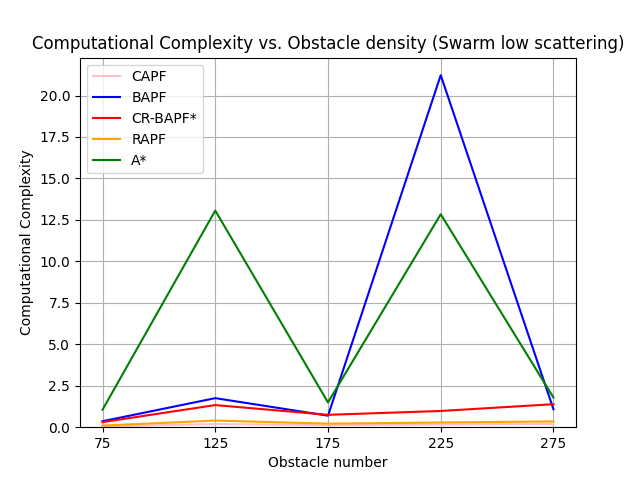 Computational Complexity vs. Obstacle density (Swarm low scattering)
CAPF
BAPF
CR-BAPF*
RAPF
A*
20.0
17.5
15.0
12.5
10.0
7.5
5.0
2.5
0.0
Computational Complexity
75
125
175
225
275
Obstacle number